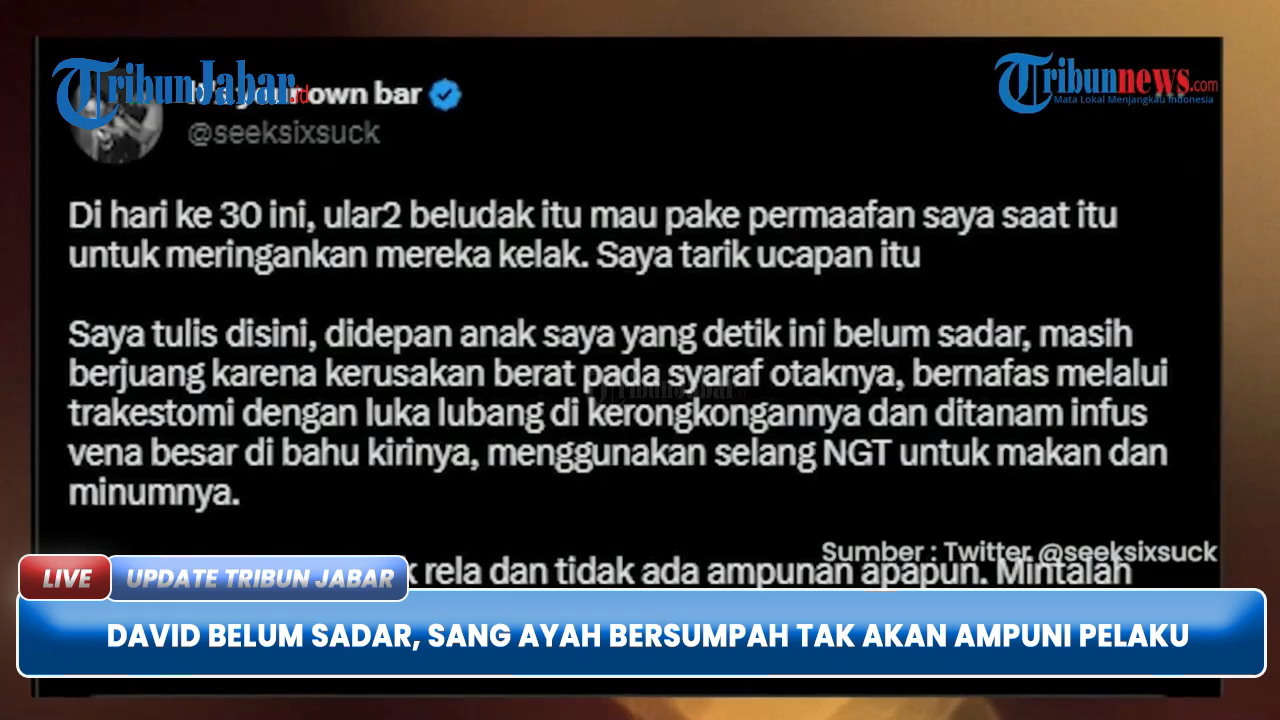 TribunJabar.id
Tribunnews.com
Mata Lokal Menjangkau Indonesia
own bar
@seeksixsuck
Di hari ke 30 ini, ular2 beludak itu mau pake permaafan saya saat itu
untuk meringankan mereka kelak. Saya tarik ucapan itu
Saya tulis disini, didepan anak saya yang detik ini belum sadar, masih
berjuang karena kerusakan berat pada syaraf otaknya, bernafas melalui
trakestomi dengan luka lubang di kerongkongannya dan ditanam infus
vena besar di bahu kirinya, menggunakan selang NGT untuk makan dan
minumnya.
Sumber : Twitter @seeksixsuck
rela dan tidak ada ampunan apapun. Mintalah
LIVE UPDATE TRIBUN JABAR
DAVID BELUM SADAR, SANG AYAH BERSUMPAH TAK AKAN AMPUNI PELAKU